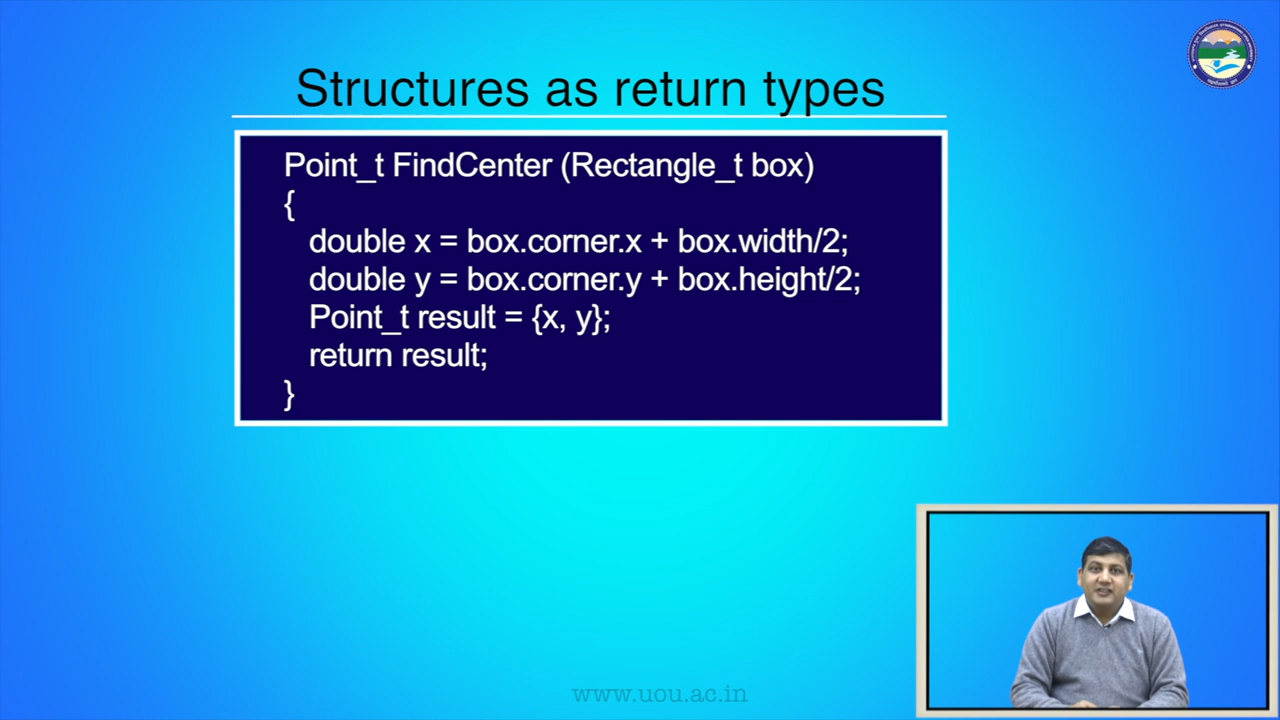 Structures as return types
Point_t FindCenter (Rectangle_t box)
{
double x = box.corner.x + box.width/2;
double y = box.corner.y + box.height/2;
Point_t result = {x, y};
return result;
}
www.uou.ac.in